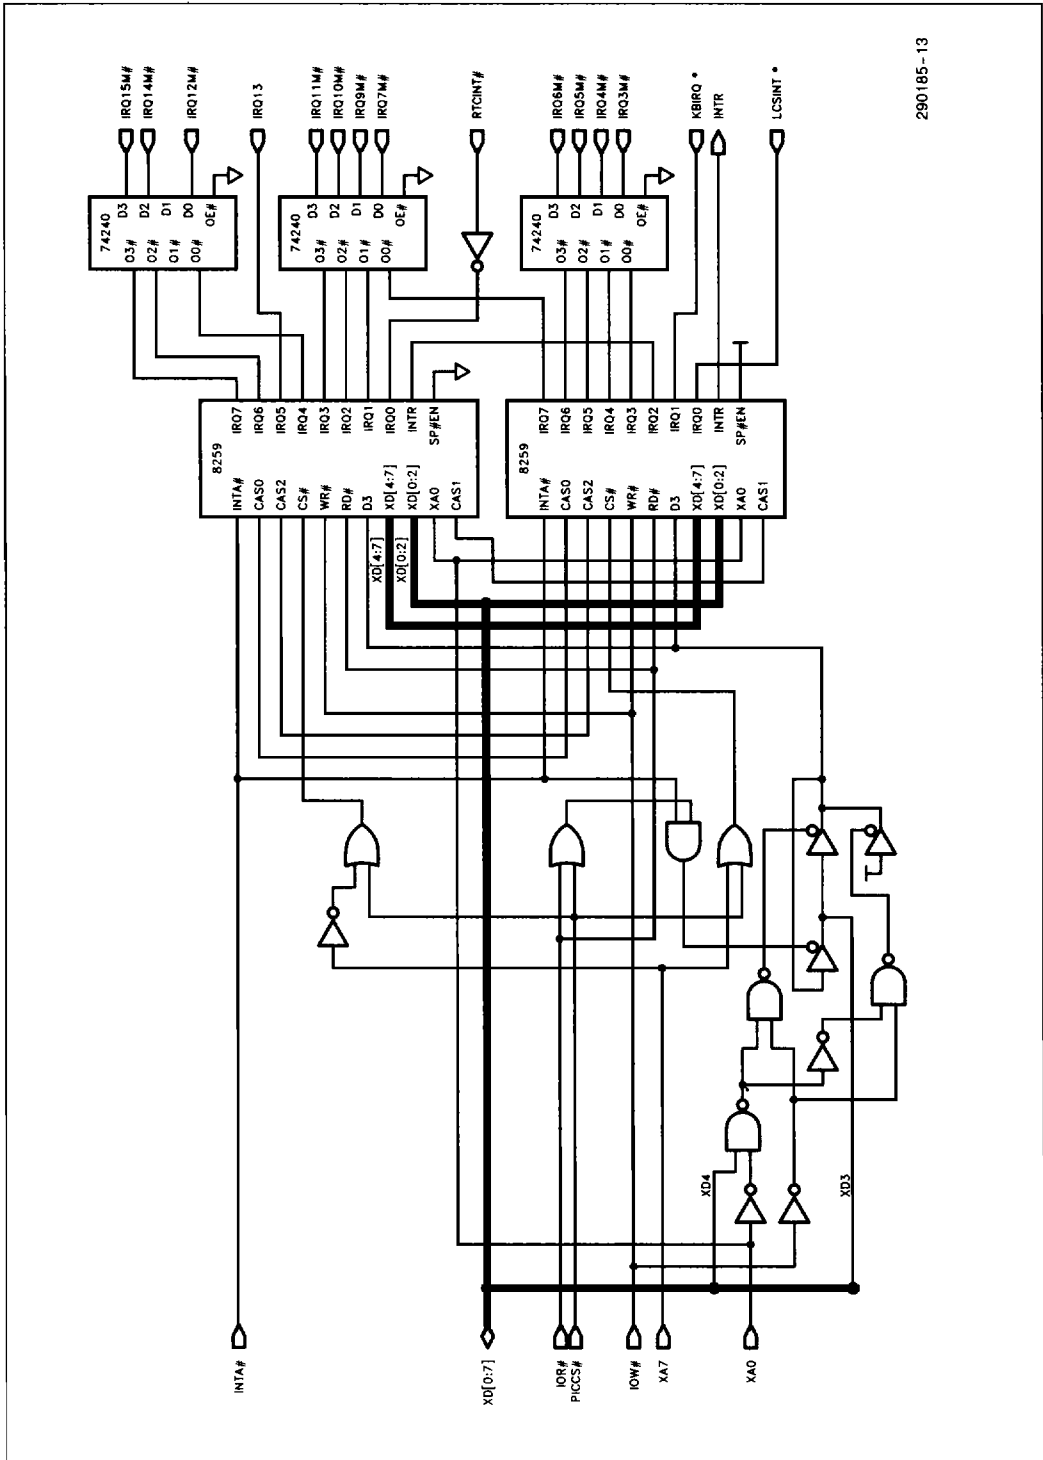 290185-13
IRQ15M#
IRQ14M#
IRQ12M#
IRQ13
IRQ11M#
IRQ10M#
IRQ9M#
IRQ7M#
RTCINT#
IRQ6M#
IRQ5M#
IRQ4M#
IRQ3M#
KBIRQ *
INTR
LCSINT *
74240
D3
D2
D1
D0
OE#
O3#
O2#
O1#
O0#
74240
D3
D2
D1
D0
OE#
O3#
O2#
O1#
O0#
74240
D3
D2
D1
D0
OE#
O3#
O2#
O1#
O0#
8259
IRQ7
IRQ6
IRQ5
IRQ4
IRQ3
IRQ2
IRQ1
IRQ0
INTR
SP#EN
INTA#
CAS0
CAS2
CS#
WR#
RD#
D3
XD[4:7]
XD[0:2]
XA0
CAS1
8259
IRQ7
IRQ6
IRQ5
IRQ4
IRQ3
IRQ2
IRQ1
IRQ0
INTR
SP#EN
INTA#
CAS0
CAS2
CS#
WR#
RD#
D3
XD[4:7]
XD[0:2]
XA0
CAS1
XD[4:7]
XD[0:2]
XD4
XD3
INTA#
XD[0:7]
IOR#
PICCS#
IOW#
XA7
XA0